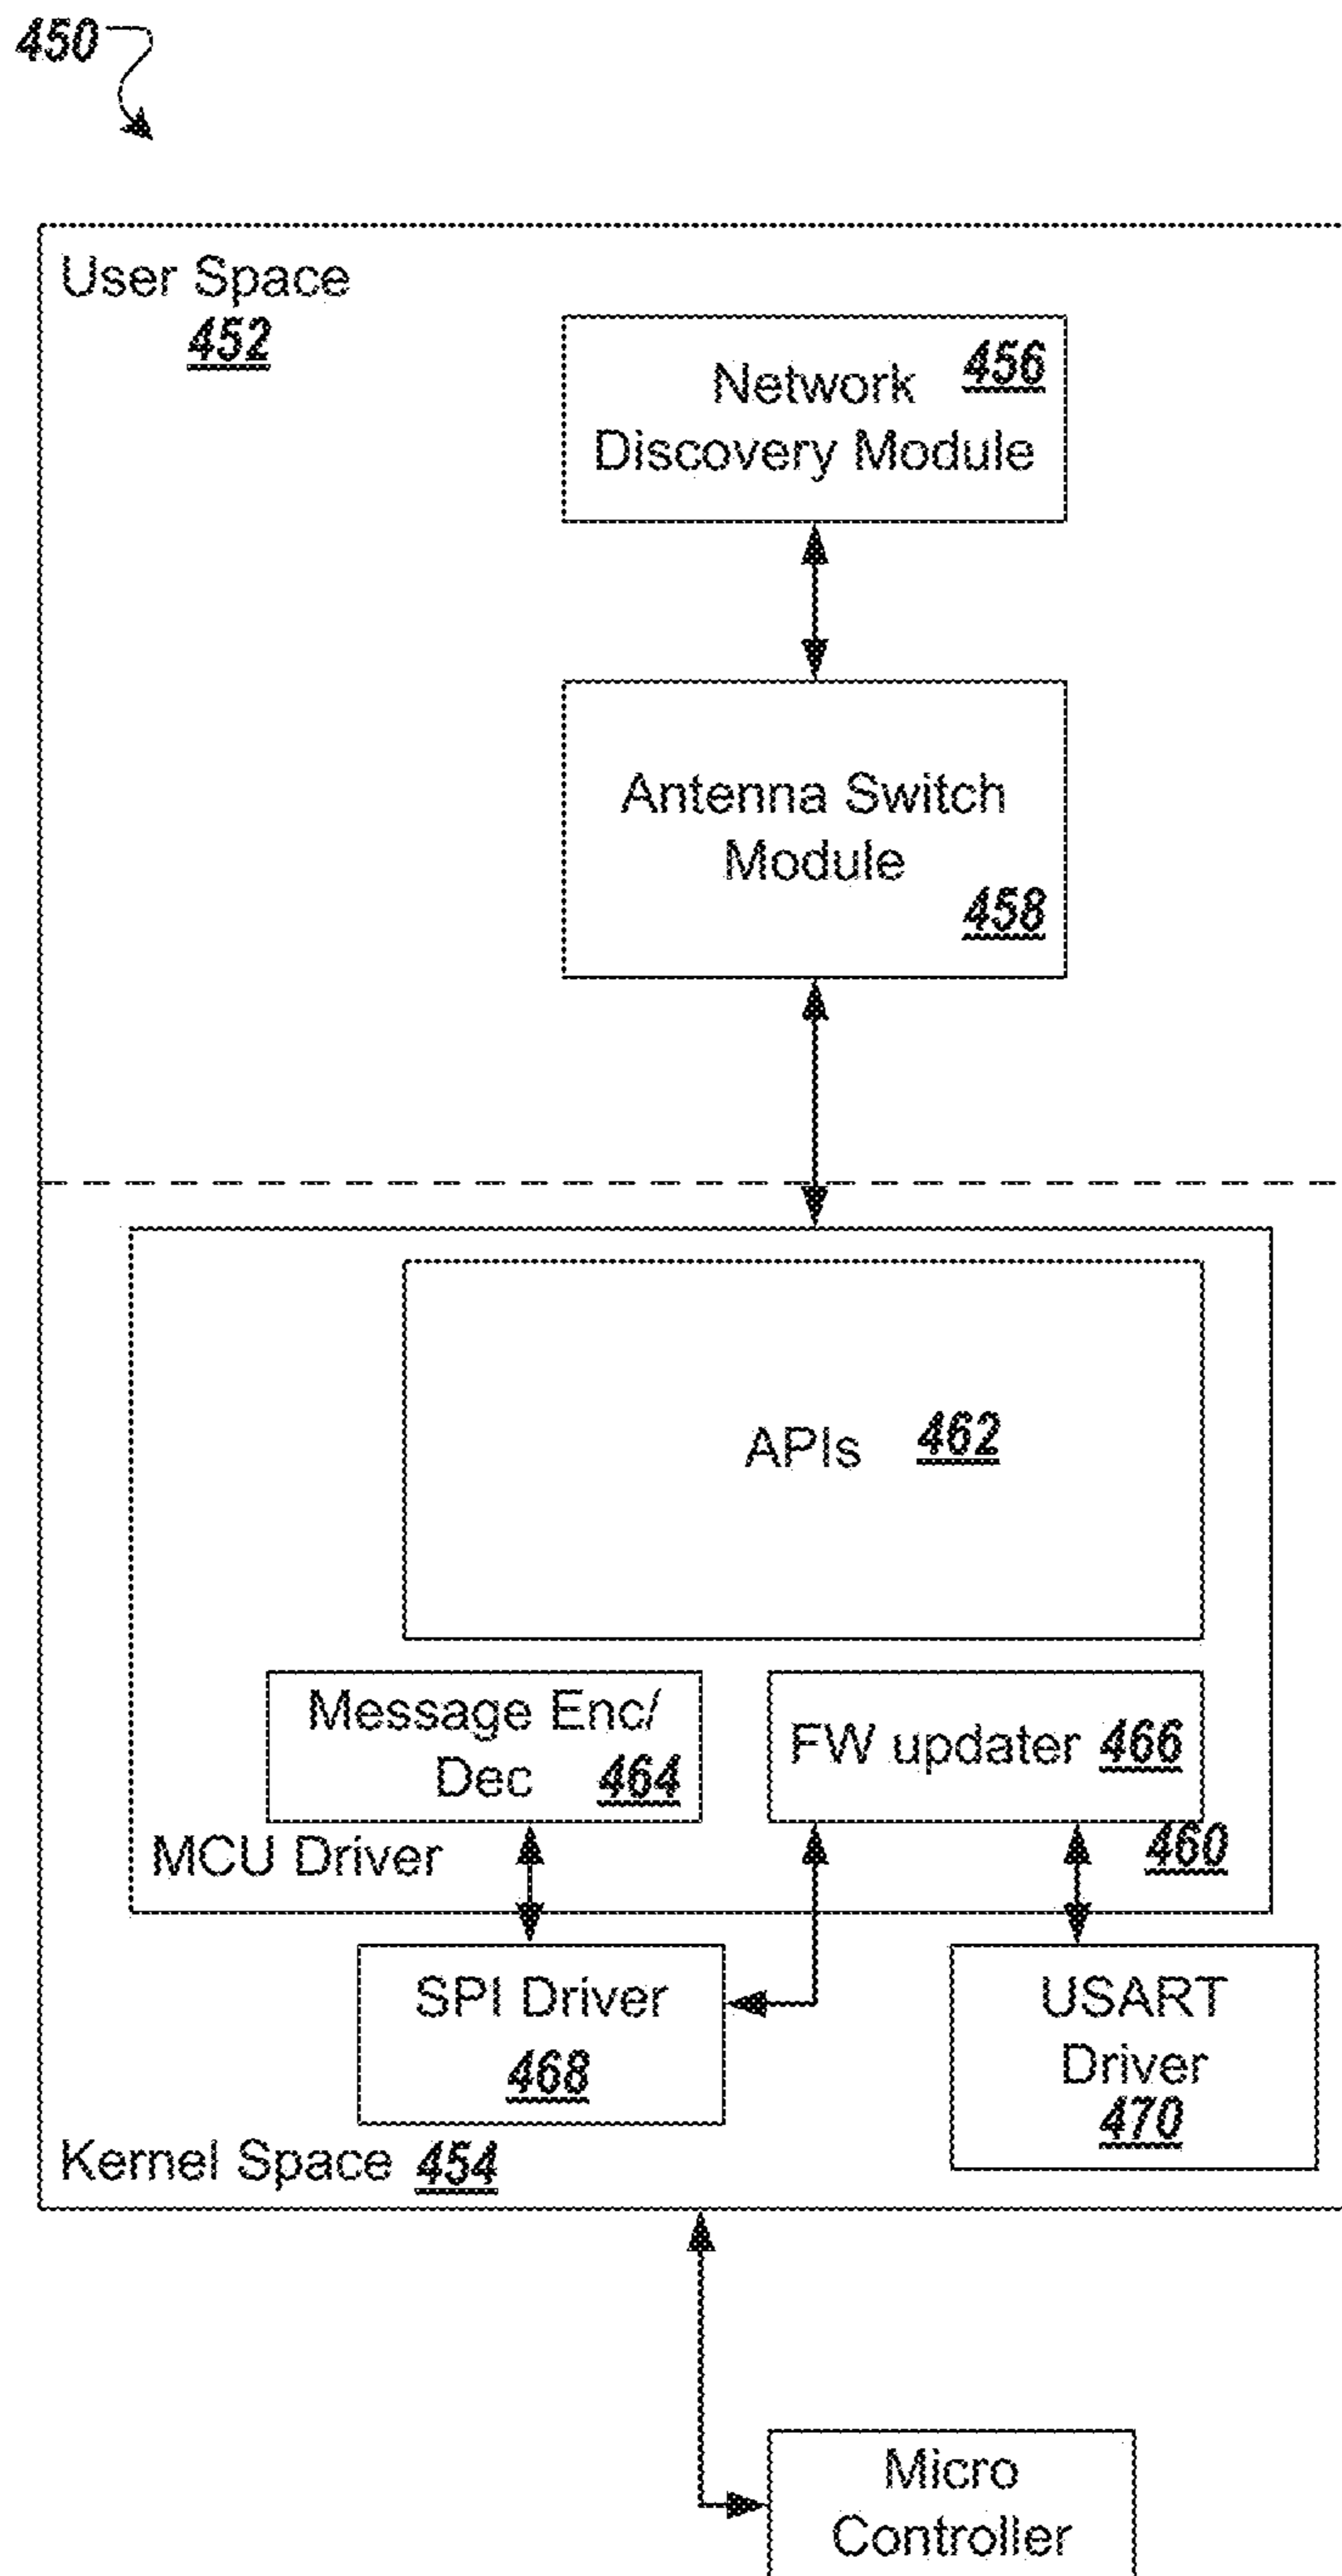 450
User Space
452
Network 456
Discovery Module
Antenna Switch
Module
458
APIs 462
Message Enc/
Dec 464
FW updater 466
MCU Driver 460
SPI Driver
468
USART
Driver
470
Kernel Space 454
Micro
Controller